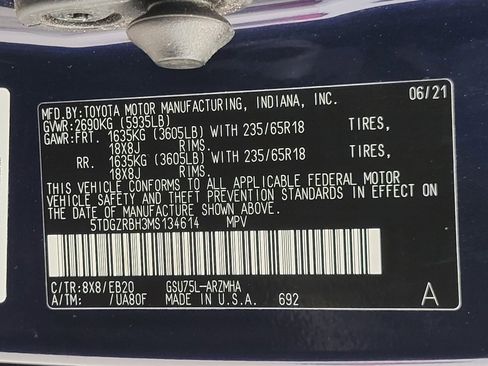 MFD.BY:TOYOTA MOTOR MANUFACTURING, INDIANA, INC. 06/21
GVWR:2690KG (5935LB)
GAWR:FRT. 1635KG (3605LB) WITH 235/65R18 TIRES,
18X8J RIMS.
RR. 1635KG (3605LB) WITH 235/65R18 TIRES,
18X8J RIMS.
THIS VEHICLE CONFORMS TO ALL APPLICABLE FEDERAL MOTOR
VEHICLE SAFETY AND THEFT PREVENTION STANDARDS IN EFFECT ON
THE DATE OF MANUFACTURE SHOWN ABOVE.
5TDGZRBH3MS134614 MPV
C/TR:8X8/EB20 GSU75L-ARZMHA
A/TM: /UA80F MADE IN U.S.A. 692 A